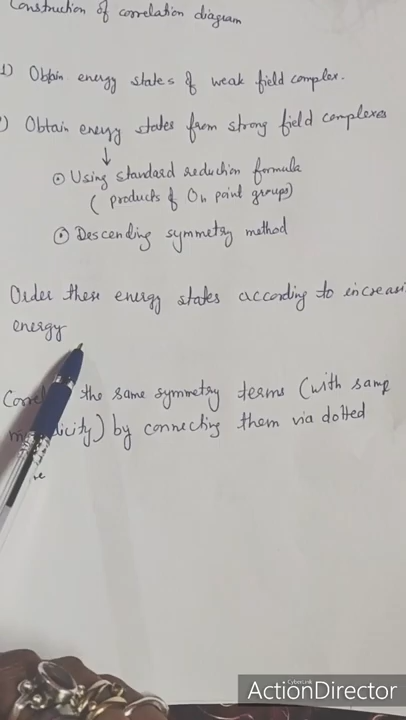 Construction of correlation diagram
1) Obtain energy states of weak field complex.
) Obtain energy states from strong field complexes
↓
⊙ Using standard reduction formula
( products of Oh point groups)
⊙ Descending symmetry method
Order these energy states according to increasi
energy
the same symmetry terms (with same
by connecting them via dotted
CyberLink
ActionDirector